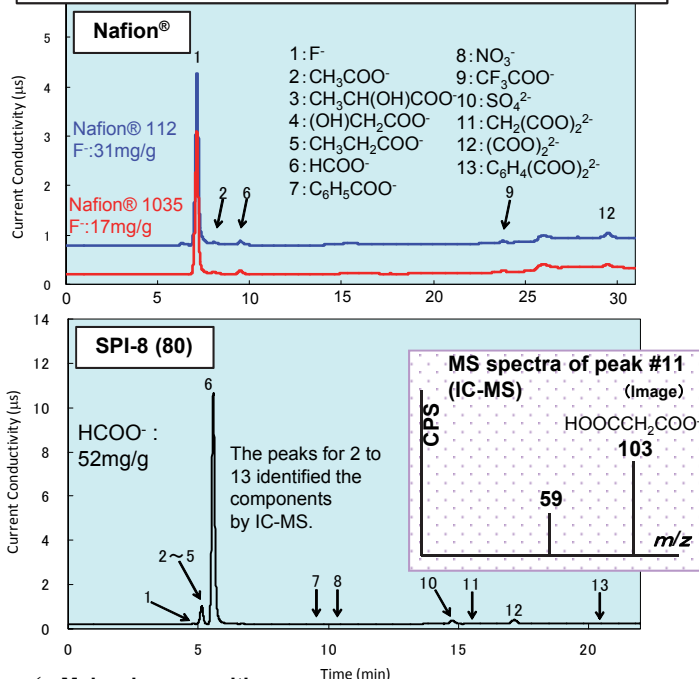 Nafion®
1
1:F-
2:CH3COO-
3:CH3CH(OH)COO-
4:(OH)CH2COO-
5:CH3CH2COO-
6:HCOO-
7:C6H5COO-
8:NO3-
9:CF3COO-
10:SO42-
11:CH2(COO)22-
12:(COO)22-
13:C6H4(COO)22-
Nafion® 112
F-:31mg/g
Nafion® 1035
F-:17mg/g
2 6 9 12
Current Conductivity (μs)
5
4
3
2
1
0
0 5 10 15 20 25 30
SPI-8 (80)
6
HCOO- :
52mg/g
The peaks for 2 to
13 identified the
components
by IC-MS.
MS spectra of peak #11
(IC-MS) (Image)
CPS
HOOCCH2COO-
103
59
m/z
1 2~5 7 8 10 11 12 13
Current Conductivity (μs)
14
12
10
8
6
4
2
0
0 5 10 15 20
Time (min)